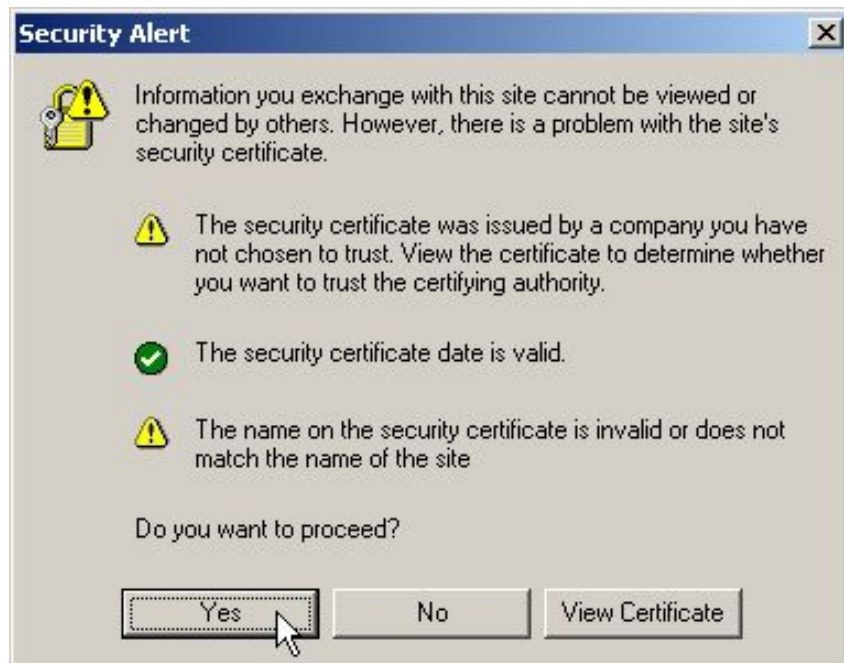 Security Alert
Information you exchange with this site cannot be viewed or
changed by others. However, there is a problem with the site's
security certificate.
The security certificate was issued by a company you have
not chosen to trust. View the certificate to determine whether
you want to trust the certifying authority.
The security certificate date is valid.
The name on the security certificate is invalid or does not
match the name of the site
Do you want to proceed?
Yes No View Certificate